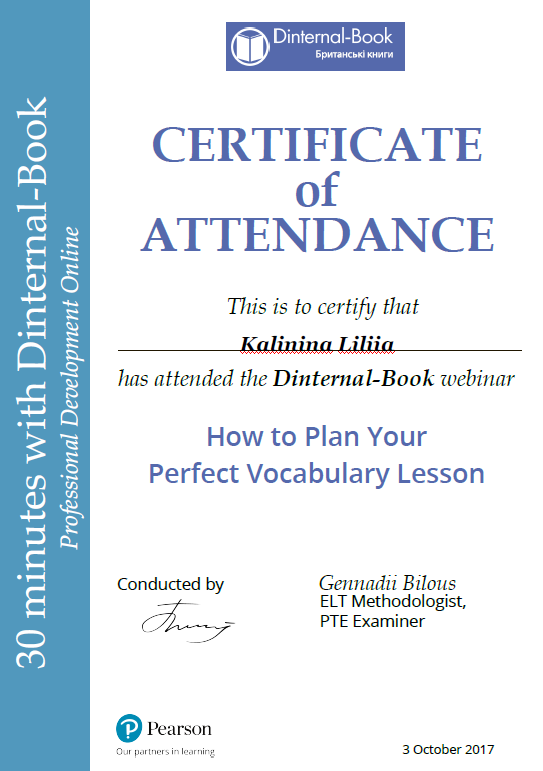 Dinternal-Book
Британські книги
CERTIFICATE
of
ATTENDANCE
This is to certify that
Kalinina Liliia
has attended the Dinternal-Book webinar
How to Plan Your
Perfect Vocabulary Lesson
Conducted by
Gennadii Bilous
ELT Methodologist,
PTE Examiner
Pearson
Our partners in learning
3 October 2017
30 minutes with Dinternal-Book
Professional Development Online